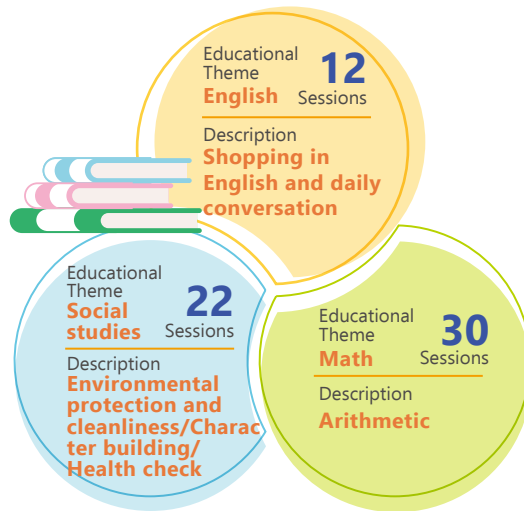 Educational
Theme
English
12
Sessions
Description
Shopping in
English and daily
conversation
Educational
Theme
Social
studies
22
Sessions
Description
Environmental
protection and
cleanliness/Charac
ter building/
Health check
Educational
Theme
Math
30
Sessions
Description
Arithmetic